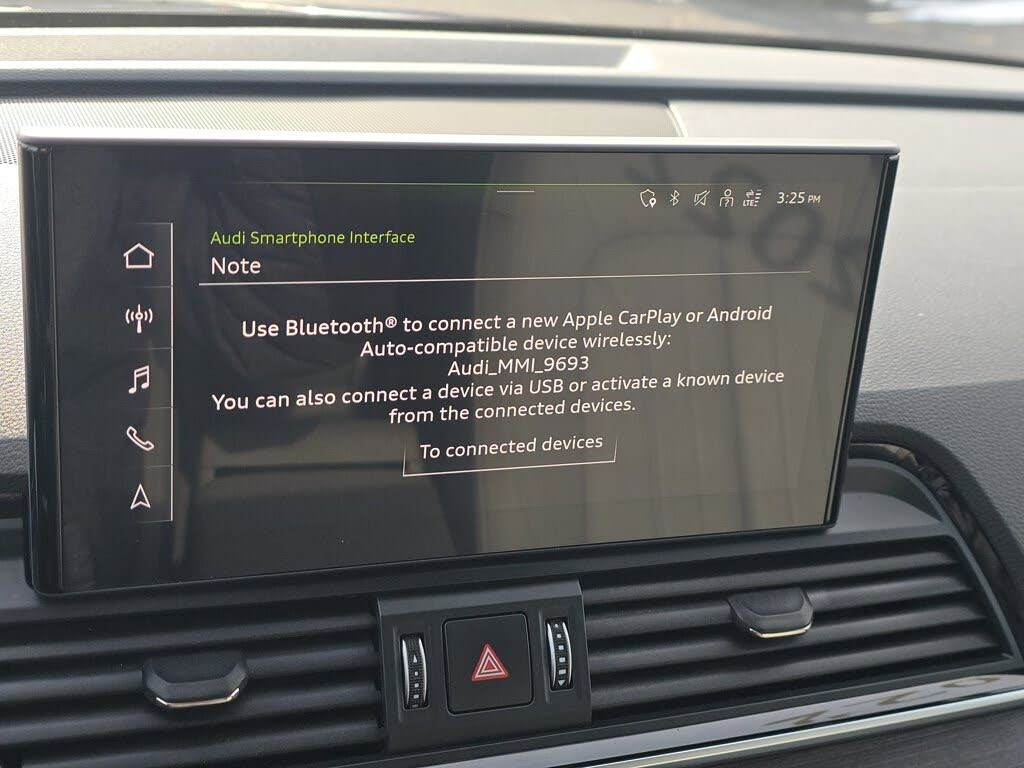 LTE 3:25 PM
Audi Smartphone Interface
Note
Use Bluetooth® to connect a new Apple CarPlay or Android
Auto-compatible device wirelessly:
Audi_MMI_9693
You can also connect a device via USB or activate a known device
from the connected devices.
To connected devices